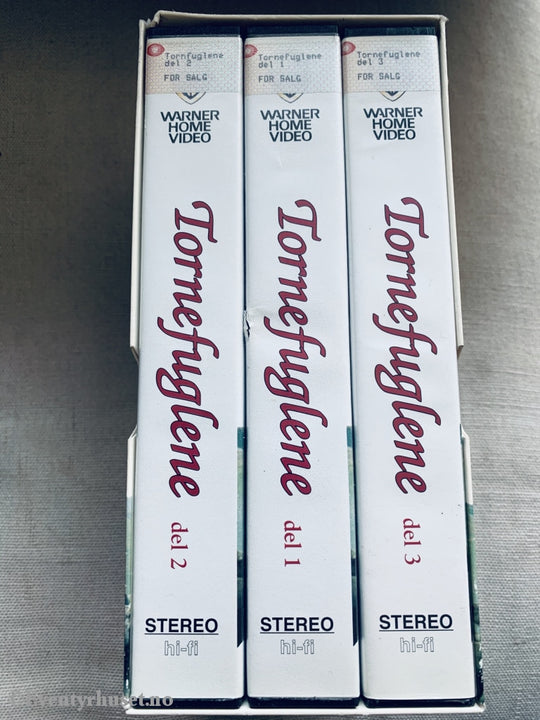 Tornfuglene
del 2
FOR SALG
WARNER
HOME
VIDEO
Tornefuglene
del 2
STEREO
hi-fi
Tornefuglene
del 1
FOR SALG
WARNER
HOME
VIDEO
Tornefuglene
del 1
STEREO
hi-fi
Tornefuglene
del 3
FOR SALG
WARNER
HOME
VIDEO
Tornefuglene
del 3
STEREO
hi-fi